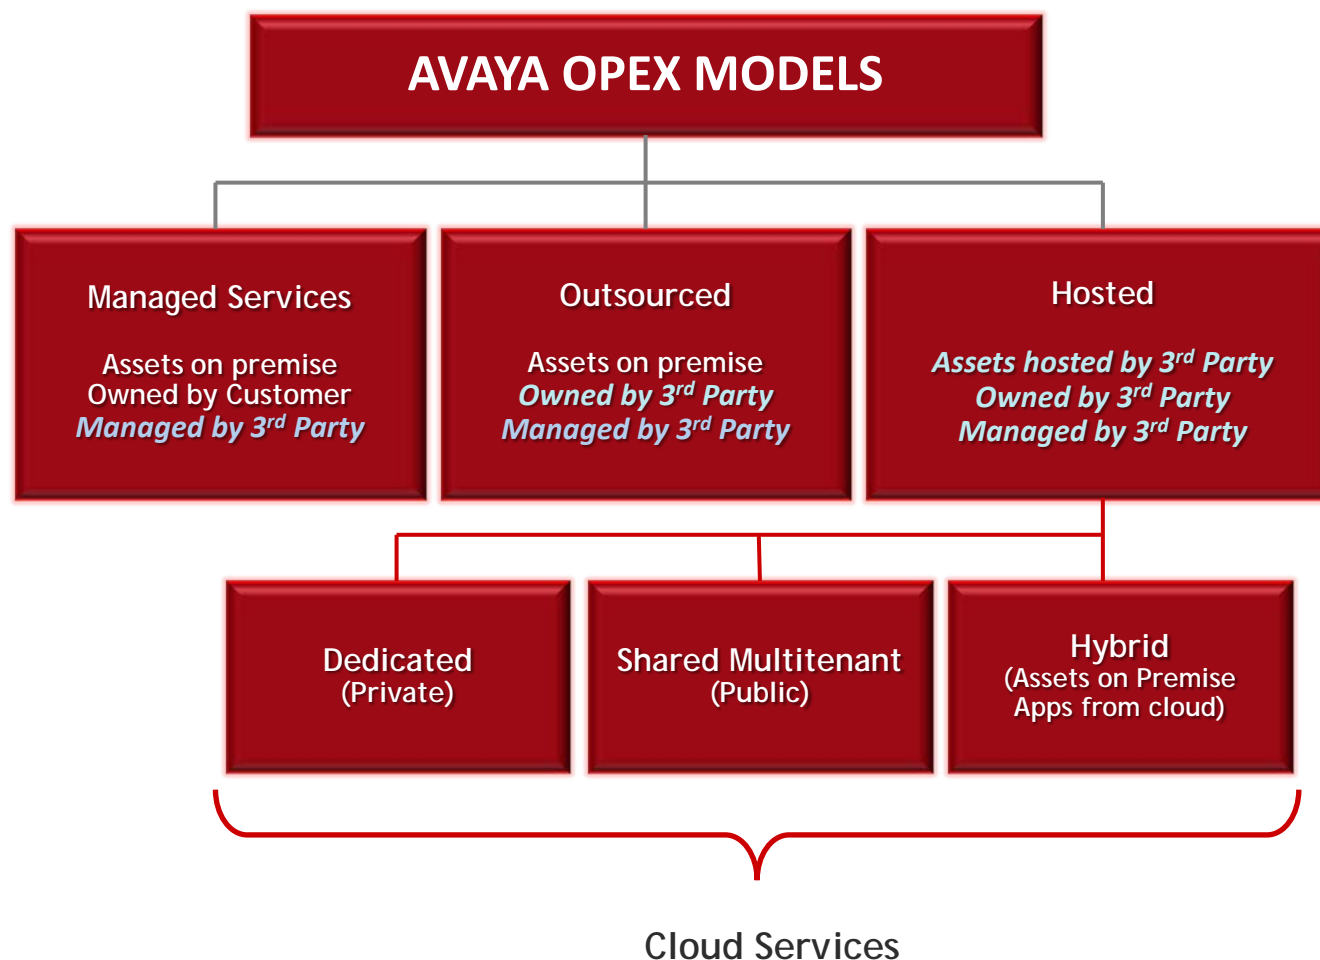 AVAYA OPEX MODELS
Managed Services
Assets on premise
Owned by Customer
Managed by 3rd Party
Outsourced
Assets on premise
Owned by 3rd Party
Managed by 3rd Party
Hosted
Assets hosted by 3rd Party
Owned by 3rd Party
Managed by 3rd Party
Dedicated
(Private)
Shared Multitenant
(Public)
Hybrid
(Assets on Premise
Apps from cloud)
Cloud Services